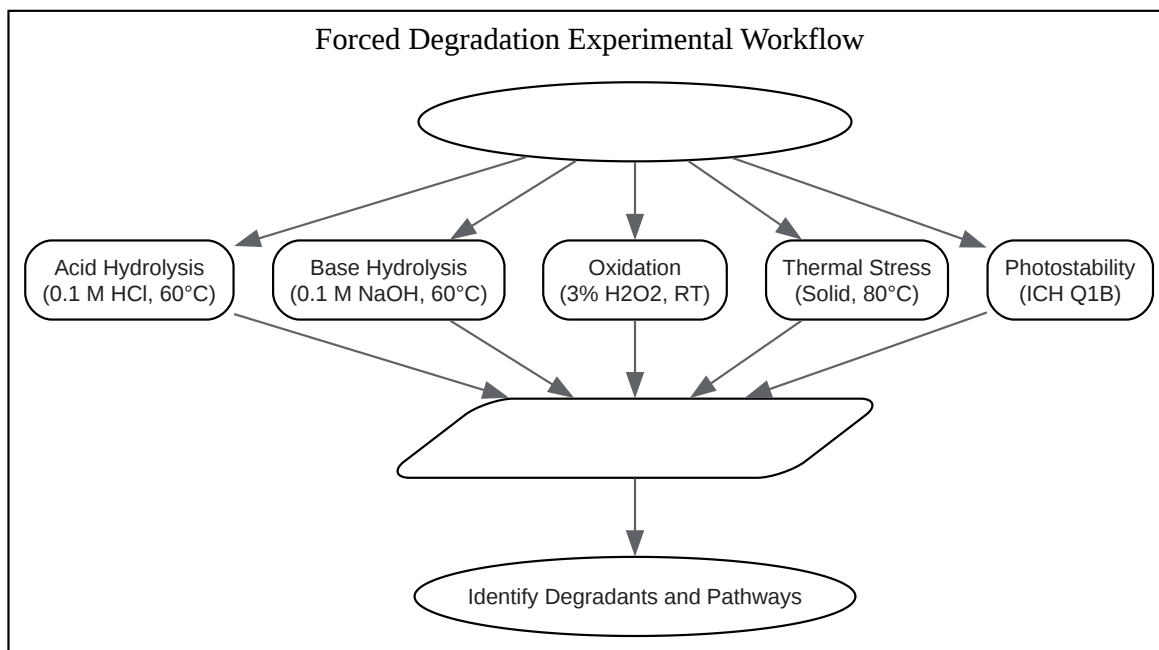 Forced Degradation Experimental Workflow
Acid Hydrolysis
(0.1 M HCl, 60°C)
Base Hydrolysis
(0.1 M NaOH, 60°C)
Oxidation
(3% H2O2, RT)
Thermal Stress
(Solid, 80°C)
Photostability
(ICH Q1B)
Identify Degradants and Pathways